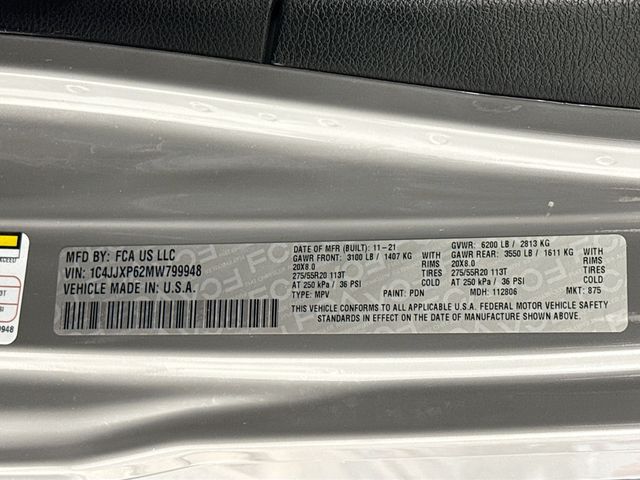 MFD BY: FCA US LLC
VIN: 1C4JJXP62MW799948
VEHICLE MADE IN: U.S.A.
DATE OF MFR (BUILT): 11-21
GAWR FRONT: 3100 LB / 1407 KG WITH
20X8.0 RIMS
275/55R20 113T TIRES
AT 250 kPa / 36 PSI COLD
TYPE: MPV PAINT: PDN
GVWR: 6200 LB / 2813 KG
GAWR REAR: 3550 LB / 1611 KG WITH
20X8.0 RIMS
275/55R20 113T TIRES
AT 250 kPa / 36 PSI COLD
MDH: 112806 MKT: 875
THIS VEHICLE CONFORMS TO ALL APPLICABLE U.S.A. FEDERAL MOTOR VEHICLE SAFETY
STANDARDS IN EFFECT ON THE DATE OF MANUFACTURE SHOWN ABOVE.